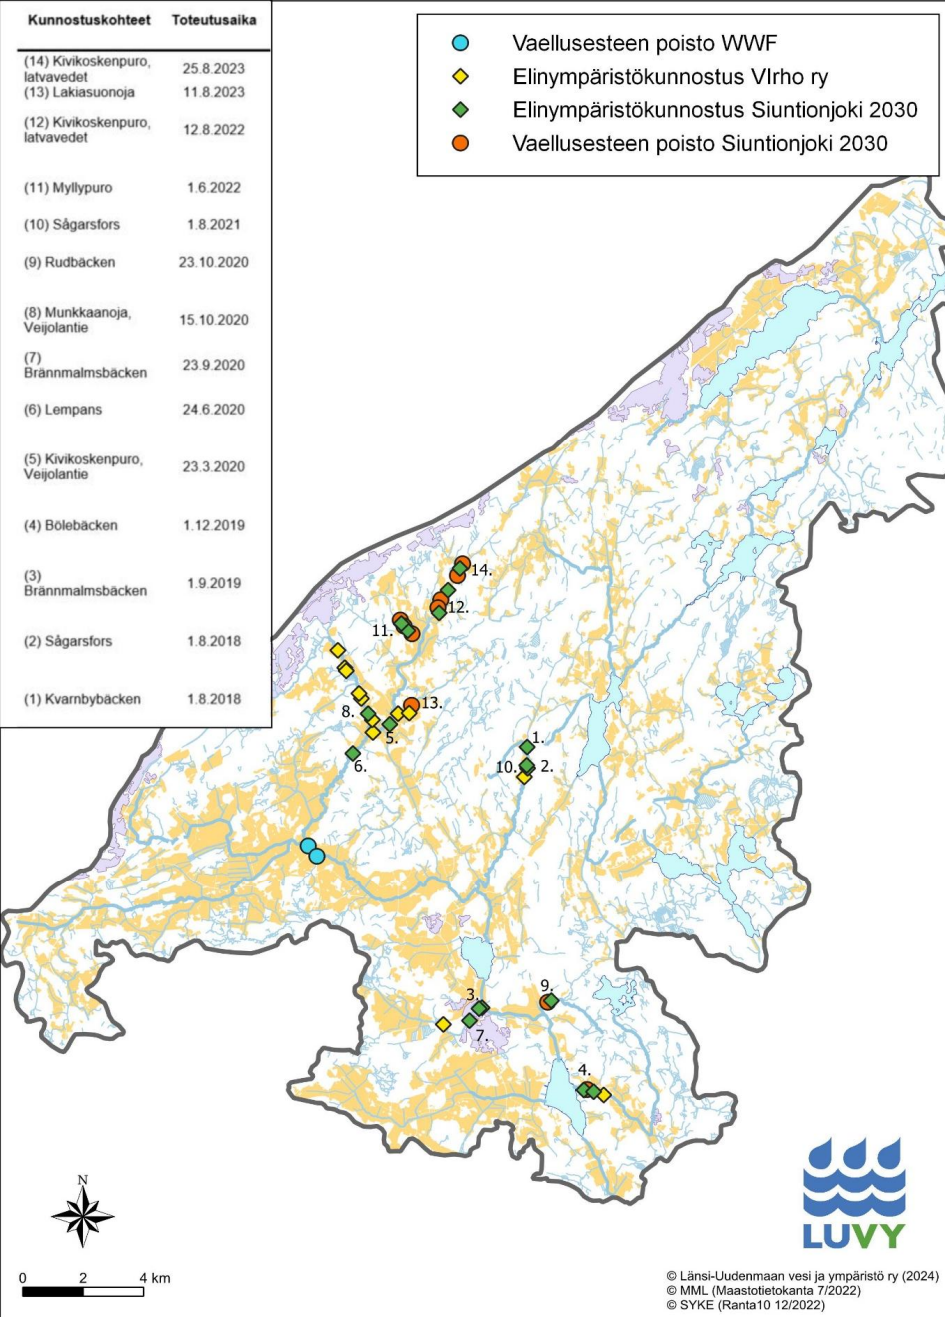 Kunnostuskohteet Toteutusaika
(14) Kivikoskenpuro,
latvavedet 25.8.2023
(13) Lakiasuonoja 11.8.2023
(12) Kivikoskenpuro,
latvavedet 12.8.2022
(11) Myllypuro 1.6.2022
(10) Sågarsfors 1.8.2021
(9) Rudbäcken 23.10.2020
(8) Munkkaanoja,
Veijolantie 15.10.2020
(7)
Brännmalmsbäcken 23.9.2020
(6) Lempans 24.6.2020
(5) Kivikoskenpuro,
Veijolantie 23.3.2020
(4) Bölebäcken 1.12.2019
(3)
Brännmalmsbäcken 1.9.2019
(2) Sågarsfors 1.8.2018
(1) Kvarnbybäcken 1.8.2018
Vaellusesteen poisto WWF
Elinympäristökunnostus VIrho ry
Elinympäristökunnostus Siuntionjoki 2030
Vaellusesteen poisto Siuntionjoki 2030
14.
12.
11.
13.
8.
5.
6.
1.
10.
2.
9.
3.
7.
4.
N
0 2 4 km
LUVY
© Länsi-Uudenmaan vesi ja ympäristö ry (2024)
© MML (Maastotietokanta 7/2022)
© SYKE (Ranta10 12/2022)